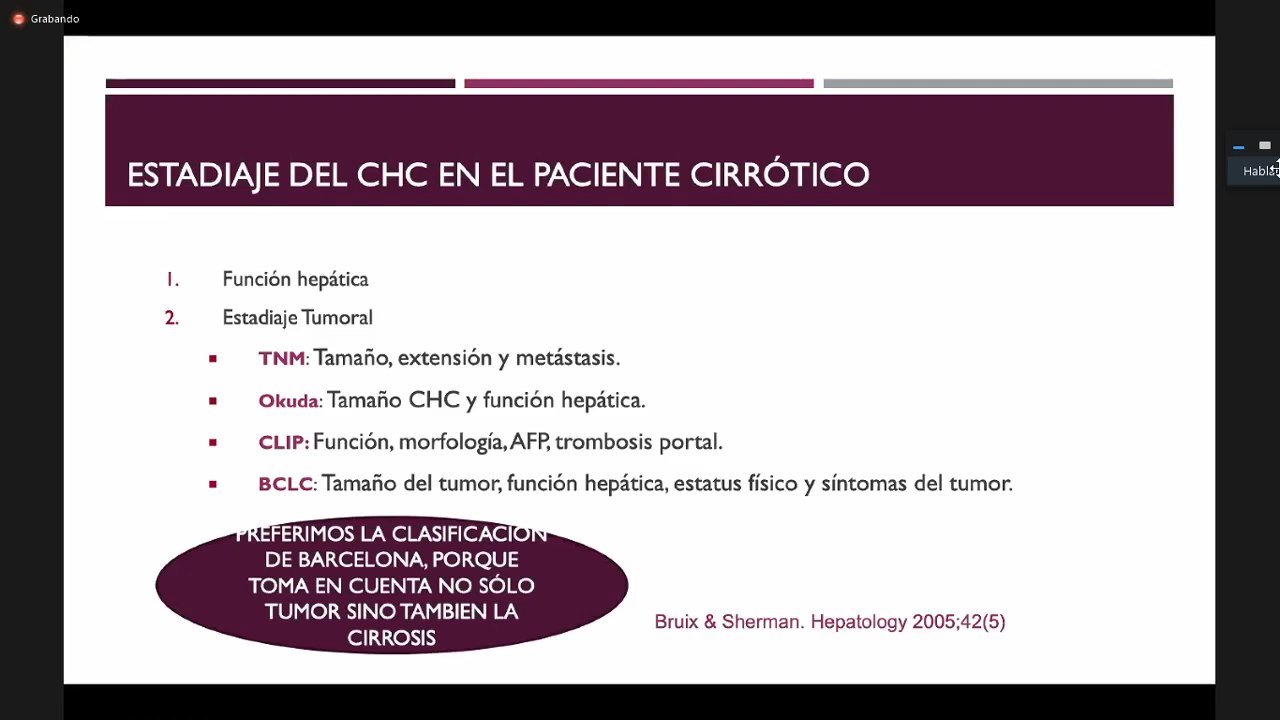 Grabando
ESTADIAJE DEL CHC EN EL PACIENTE CIRRÓTICO
1. Función hepática
2. Estadiaje Tumoral
▪ TNM: Tamaño, extensión y metástasis.
▪ Okuda: Tamaño CHC y función hepática.
▪ CLIP: Función, morfología, AFP, trombosis portal.
▪ BCLC: Tamaño del tumor, función hepática, estatus físico y síntomas del tumor.
PREFERIMOS LA CLASIFICACIÓN
DE BARCELONA, PORQUE
TOMA EN CUENTA NO SÓLO
TUMOR SINO TAMBIEN LA
CIRROSIS
Bruix & Sherman. Hepatology 2005;42(5)